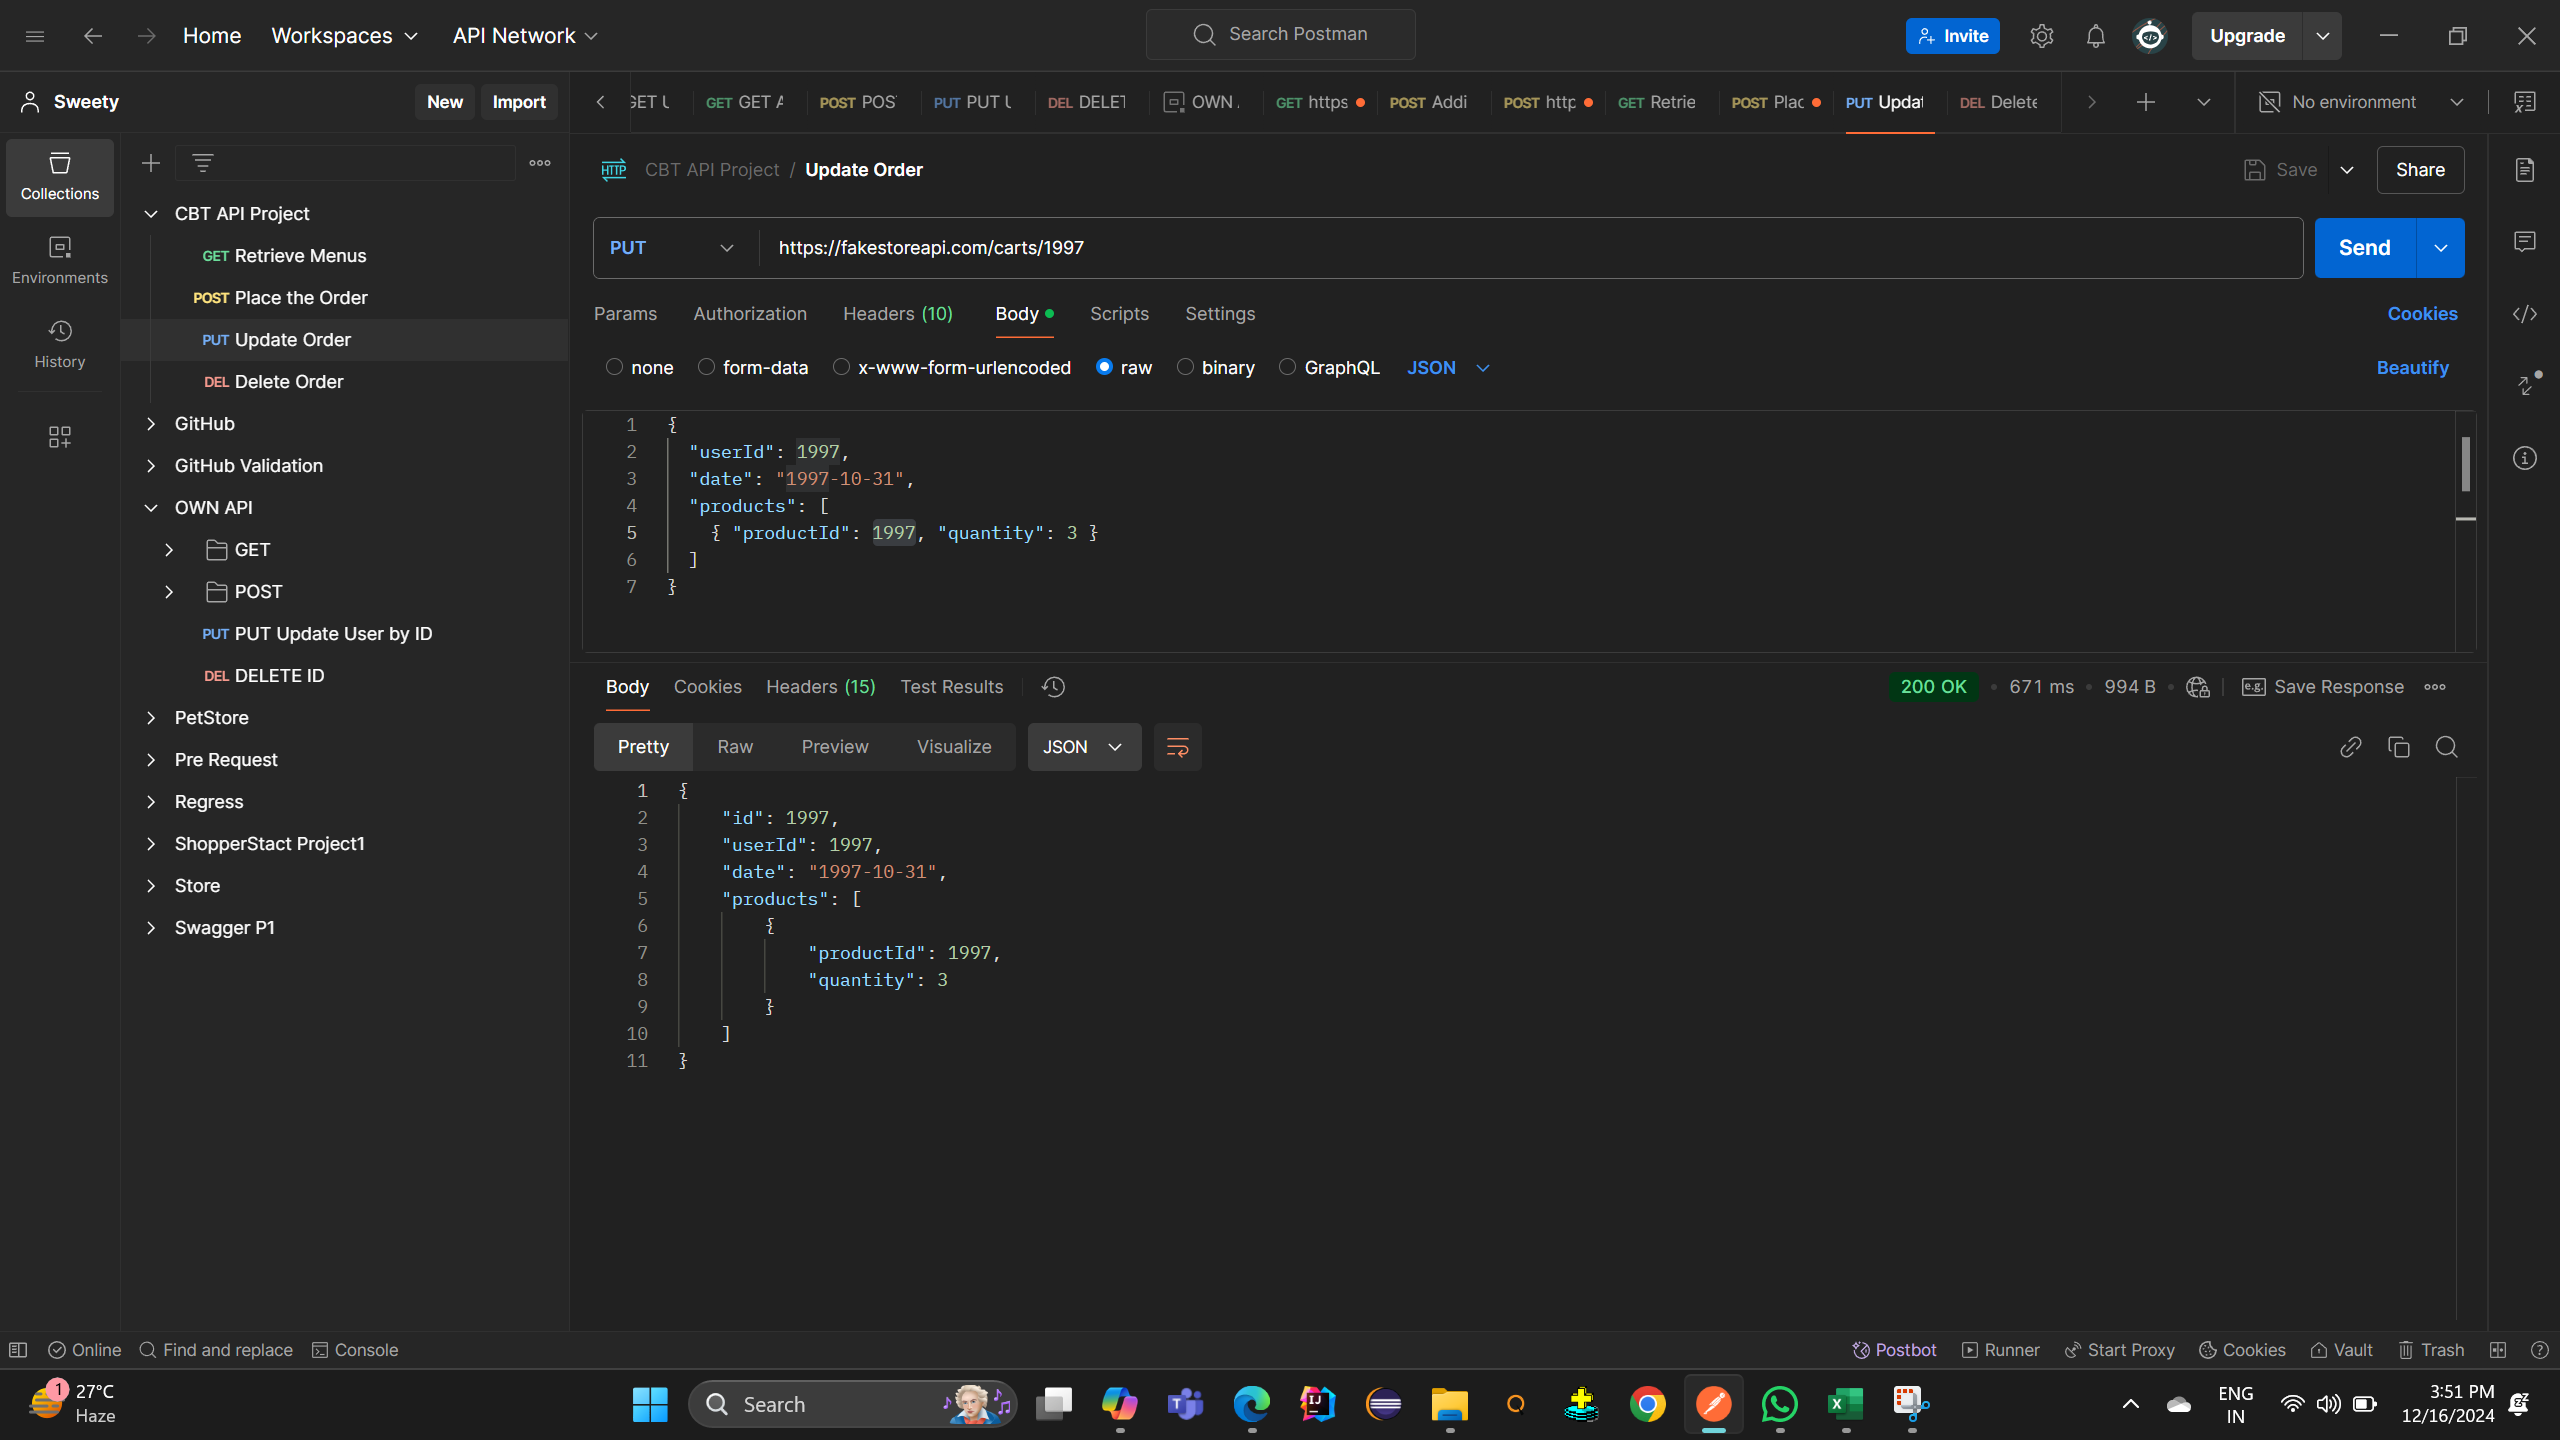 Home Workspaces API Network Search Postman Invite Upgrade
Sweety New Import
GET U GET GET A POST POS PUT PUT U DEL DELET OWN GET https POST Addi POST http GET Retrie POST Plac PUT Updat DEL Delete No environment
Collections
Environments
History
CBT API Project
GET Retrieve Menus
POST Place the Order
PUT Update Order
DEL Delete Order
GitHub
GitHub Validation
OWN API
GET
POST
PUT PUT Update User by ID
DEL DELETE ID
PetStore
Pre Request
Regress
ShopperStact Project1
Store
Swagger P1
HTTP CBT API Project / Update Order Save Share
PUT https://fakestoreapi.com/carts/1997 Send
Params Authorization Headers (10) Body Scripts Settings Cookies
none form-data x-www-form-urlencoded raw binary GraphQL JSON Beautify
1 {
2 "userId": 1997,
3 "date": "1997-10-31",
4 "products": [
5 { "productId": 1997, "quantity": 3 }
6 ]
7 }
Body Cookies Headers (15) Test Results 200 OK 671 ms 994 B e.g. Save Response
Pretty Raw Preview Visualize JSON
1 {
2 "id": 1997,
3 "userId": 1997,
4 "date": "1997-10-31",
5 "products": [
6 {
7 "productId": 1997,
8 "quantity": 3
9 }
10 ]
11 }
Online Find and replace Console Postbot Runner Start Proxy Cookies Vault Trash
1 27°C
Haze
Search
ENG
IN
3:51 PM
12/16/2024